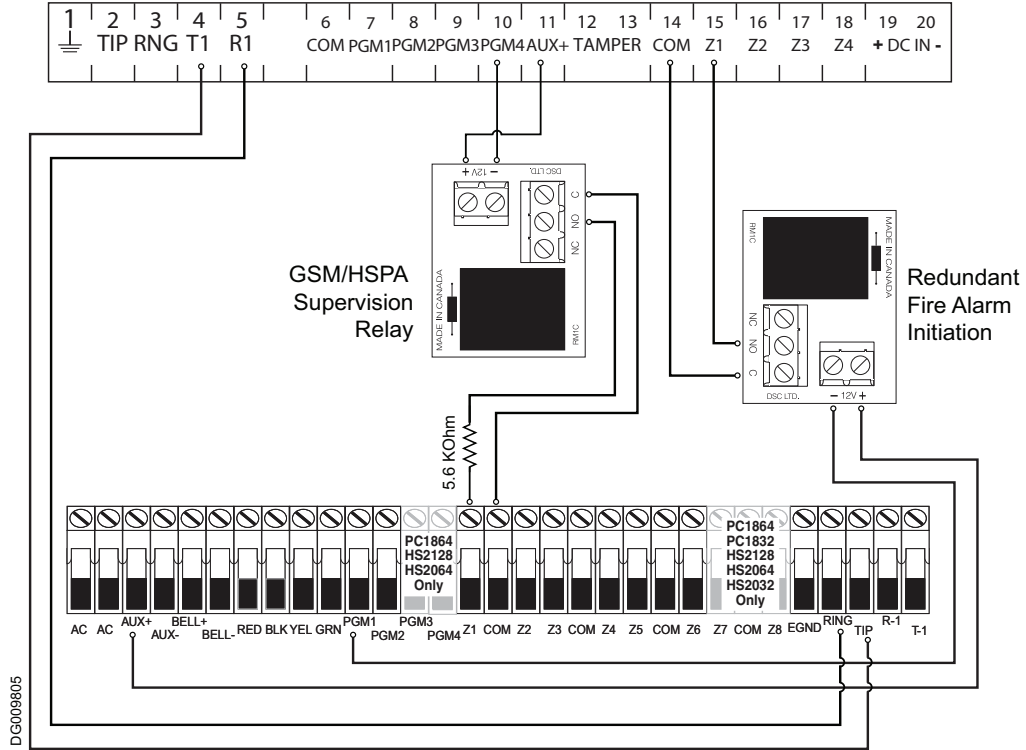 1 2 3 4 5 6 7 8 9 10 11 12 13 14 15 16 17 18 19 20
TIP RNG T1 R1 COM PGM1 PGM2 PGM3 PGM4 AUX+ TAMPER COM Z1 Z2 Z3 Z4 + DC IN -
+ 12V −
DSC LTD.
C
NO
NC
MADE IN CANADA
RM1C
GSM/HSPA
Supervision
Relay
RM1C
MADE IN CANADA
NC
NO
C
DSC LTD.
− 12V +
Redundant
Fire Alarm
Initiation
5.6 KOhm
PC1864
HS2128
HS2064
Only
PC1864
PC1832
HS2128
HS2064
HS2032
Only
AC AC AUX+ AUX- BELL+ BELL- RED BLK YEL GRN PGM1 PGM2 PGM3 PGM4 Z1 COM Z2 Z3 COM Z4 Z5 COM Z6 Z7 COM Z8 EGND RING TIP R-1 T-1
DG009805